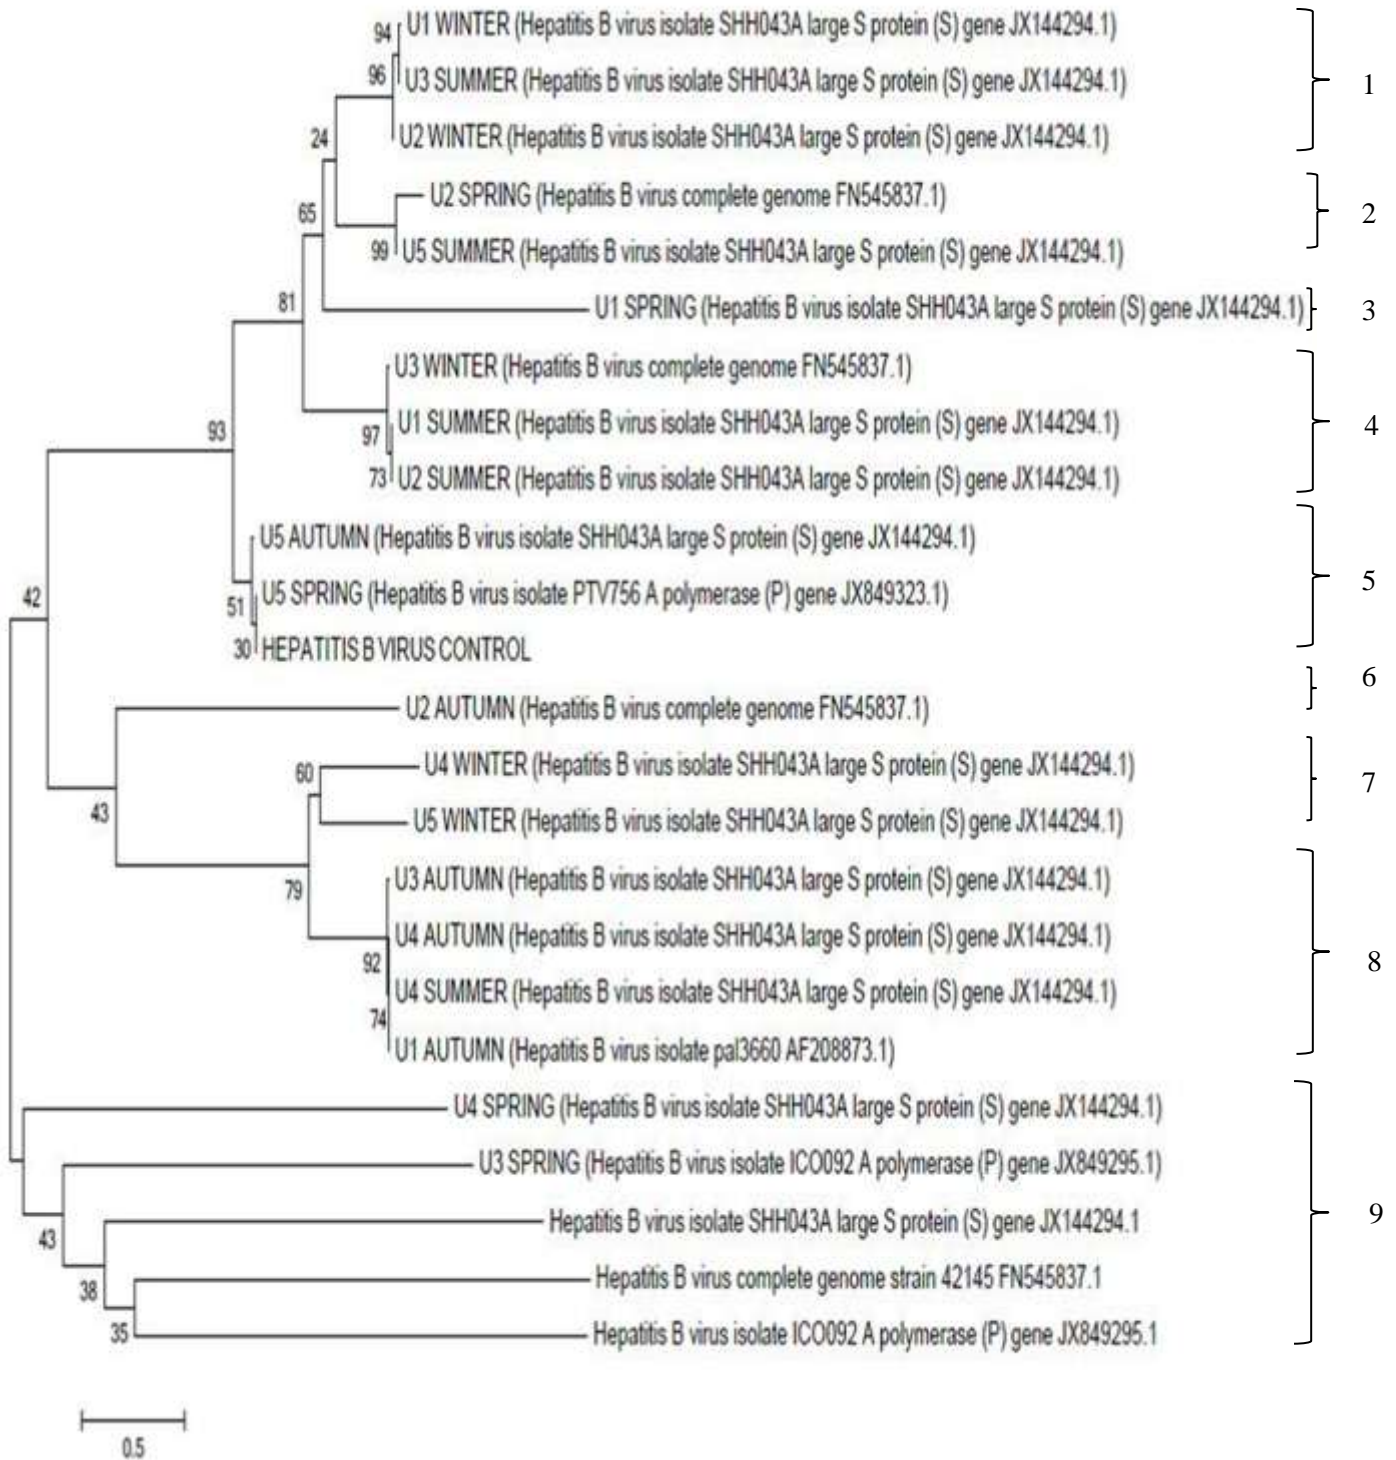 94 U1 WINTER (Hepatitis B virus isolate SHH043A large S protein (S) gene JX144294.1)
96 U3 SUMMER (Hepatitis B virus isolate SHH043A large S protein (S) gene JX144294.1)
1
24 U2 WINTER (Hepatitis B virus isolate SHH043A large S protein (S) gene JX144294.1)
U2 SPRING (Hepatitis B virus complete genome FN545837.1)
65
2
99 U5 SUMMER (Hepatitis B virus isolate SHH043A large S protein (S) gene JX144294.1)
81 U1 SPRING (Hepatitis B virus isolate SHH043A large S protein (S) gene JX144294.1)
3
U3 WINTER (Hepatitis B virus complete genome FN545837.1)
U1 SUMMER (Hepatitis B virus isolate SHH043A large S protein (S) gene JX144294.1)
4
93
97
73 U2 SUMMER (Hepatitis B virus isolate SHH043A large S protein (S) gene JX144294.1)
U5 AUTUMN (Hepatitis B virus isolate SHH043A large S protein (S) gene JX144294.1)
5
42
51 U5 SPRING (Hepatitis B virus isolate PTV756 A polymerase (P) gene JX849323.1)
30 HEPATITIS B VIRUS CONTROL
6
U2 AUTUMN (Hepatitis B virus complete genome FN545837.1)
60 U4 WINTER (Hepatitis B virus isolate SHH043A large S protein (S) gene JX144294.1)
7
43
U5 WINTER (Hepatitis B virus isolate SHH043A large S protein (S) gene JX144294.1)
79 U3 AUTUMN (Hepatitis B virus isolate SHH043A large S protein (S) gene JX144294.1)
U4 AUTUMN (Hepatitis B virus isolate SHH043A large S protein (S) gene JX144294.1)
92
8
U4 SUMMER (Hepatitis B virus isolate SHH043A large S protein (S) gene JX144294.1)
74
U1 AUTUMN (Hepatitis B virus isolate pal3660 AF208873.1)
U4 SPRING (Hepatitis B virus isolate SHH043A large S protein (S) gene JX144294.1)
U3 SPRING (Hepatitis B virus isolate ICO092 A polymerase (P) gene JX849295.1)
9
Hepatitis B virus isolate SHH043A large S protein (S) gene JX144294.1
43
38 Hepatitis B virus complete genome strain 42145 FN545837.1
35 Hepatitis B virus isolate ICO092 A polymerase (P) gene JX849295.1
0.5